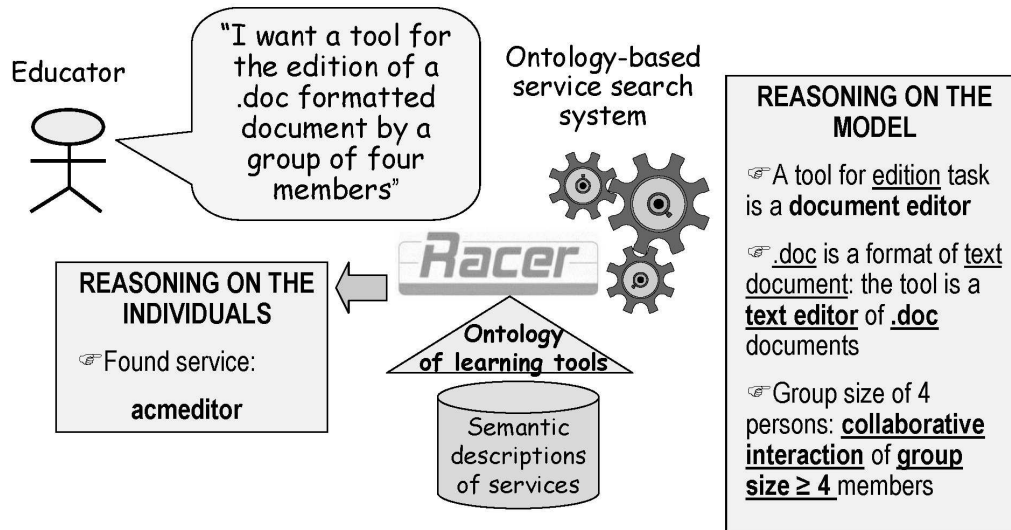 Educator
“I want a tool for
the edition of a
.doc formatted
document by a
group of four
members”
Ontology-based
service search
system
Racer
REASONING ON THE
INDIVIDUALS
☞Found service:
acmeditor
Ontology
of learning tools
Semantic
descriptions
of services
REASONING ON THE
MODEL
☞A tool for edition task
is a document editor
☞.doc is a format of text
document: the tool is a
text editor of .doc
documents
☞Group size of 4
persons: collaborative
interaction of group
size ≥ 4 members